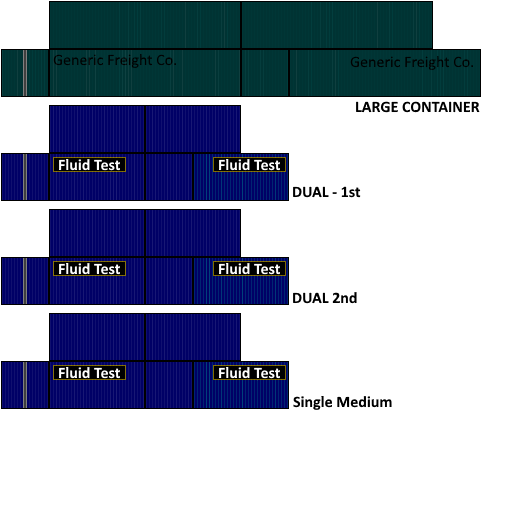 Generic Freight Co.
Generic Freight Co.
LARGE CONTAINER
Fluid Test
Fluid Test
DUAL - 1st
Fluid Test
Fluid Test
DUAL 2nd
Fluid Test
Fluid Test
Single Medium